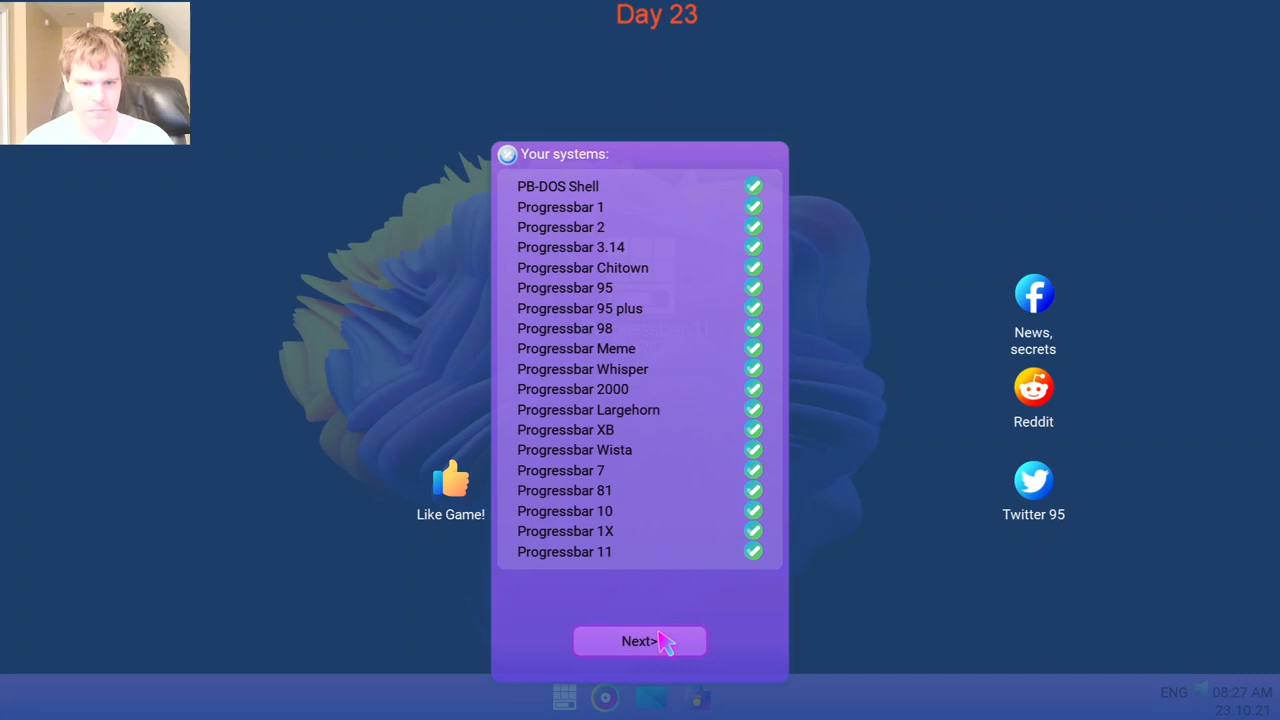 Day 23
Your systems:
PB-DOS Shell
Progressbar 1
Progressbar 2
Progressbar 3.14
Progressbar Chitown
Progressbar 95
Progressbar 95 plus
Progressbar 98
Progressbar Meme
Progressbar Whisper
Progressbar 2000
Progressbar Largehorn
Progressbar XB
Progressbar Wista
Progressbar 7
Progressbar 81
Progressbar 10
Progressbar 1X
Progressbar 11
Next>
Like Game!
News,
secrets
Reddit
Twitter 95
ENG 08:27 AM
23.10.21